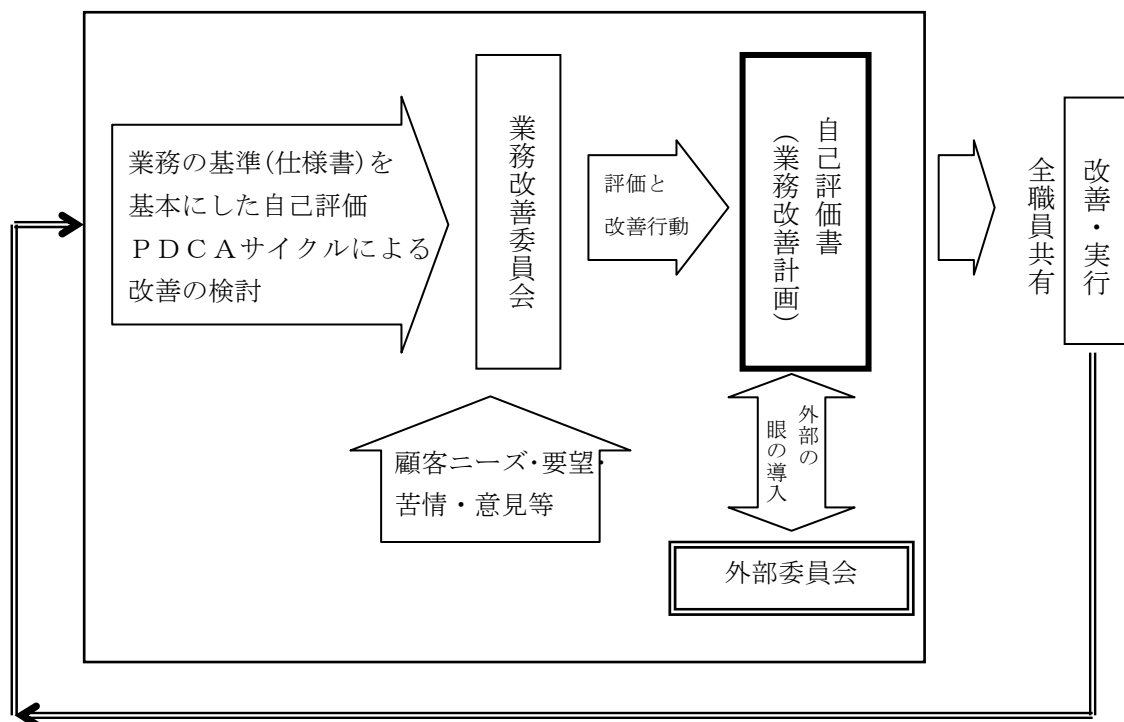 業務の基準(仕様書)を
基本にした自己評価
ＰＤＣＡサイクルによる
改善の検討
業務改善委員会
評価と
改善行動
自己評価書
(業務改善計画)
全職員共有
改善・実行
顧客ニーズ・要望・
苦情・意見等
外部の
眼の導入
外部委員会